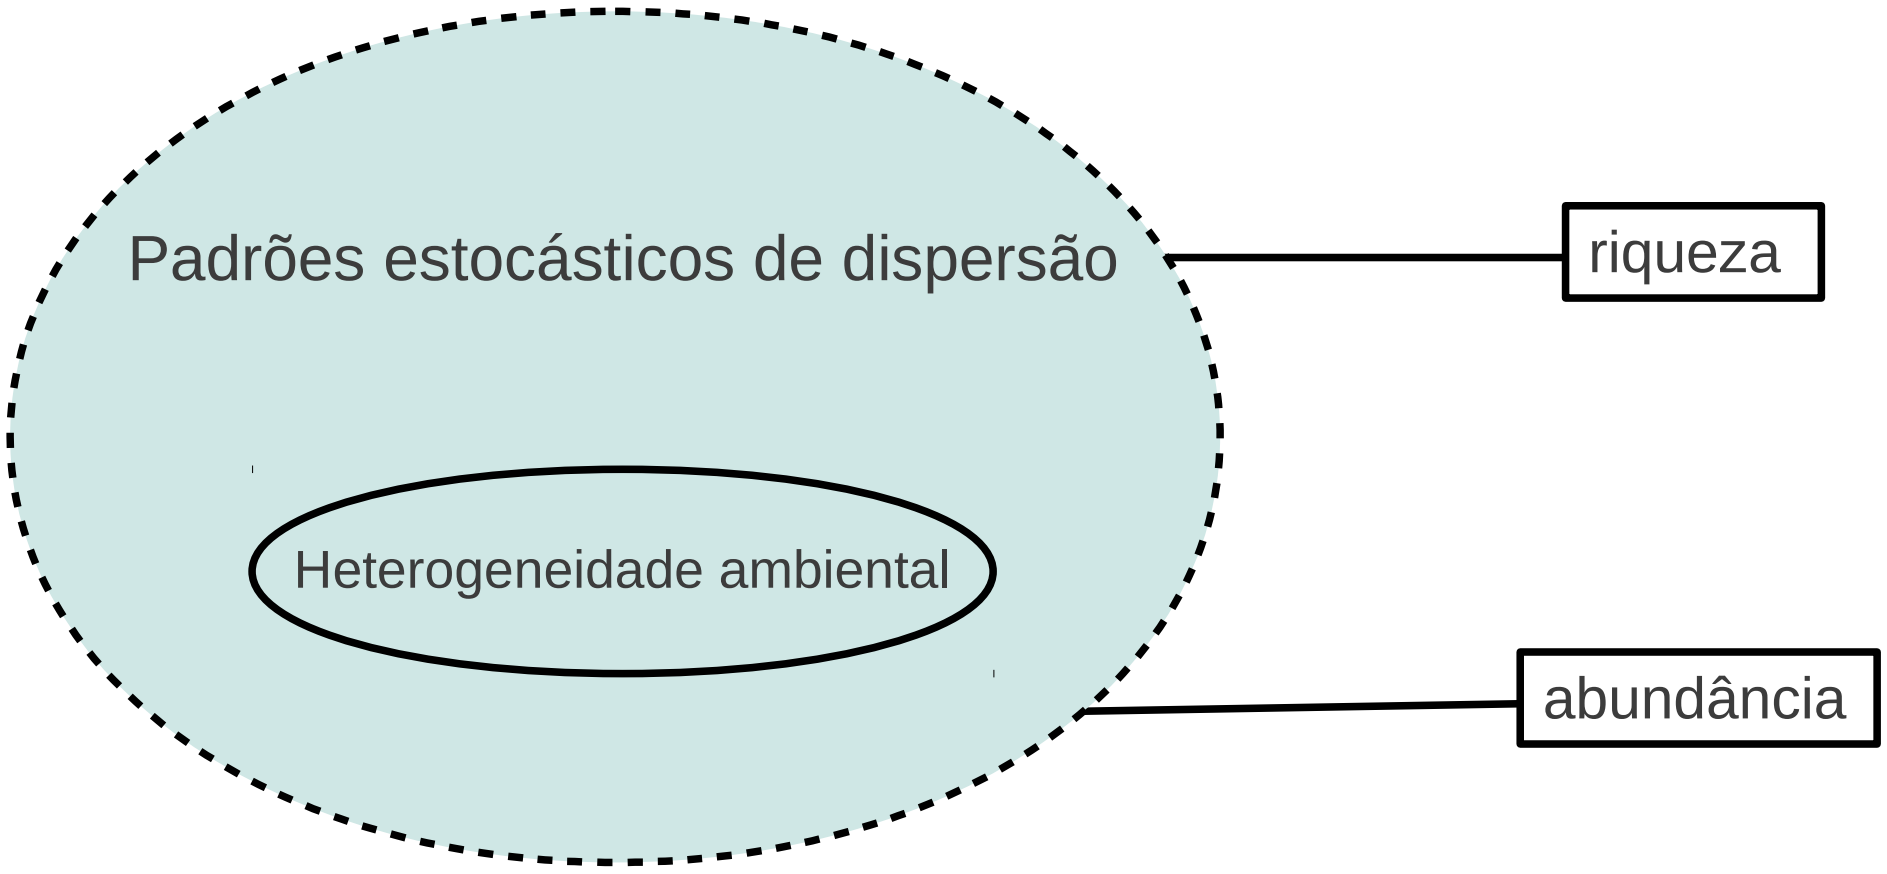 Padrões estocásticos de dispersão
riqueza
Heterogeneidade ambiental
abundância